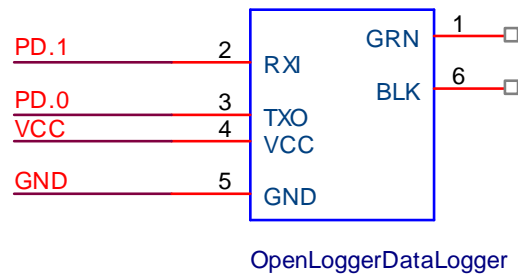 GRN 1
PD.1 2 RXI
6
BLK
PD.0 3 TXO
VCC 4 VCC
GND 5 GND
OpenLoggerDataLogger